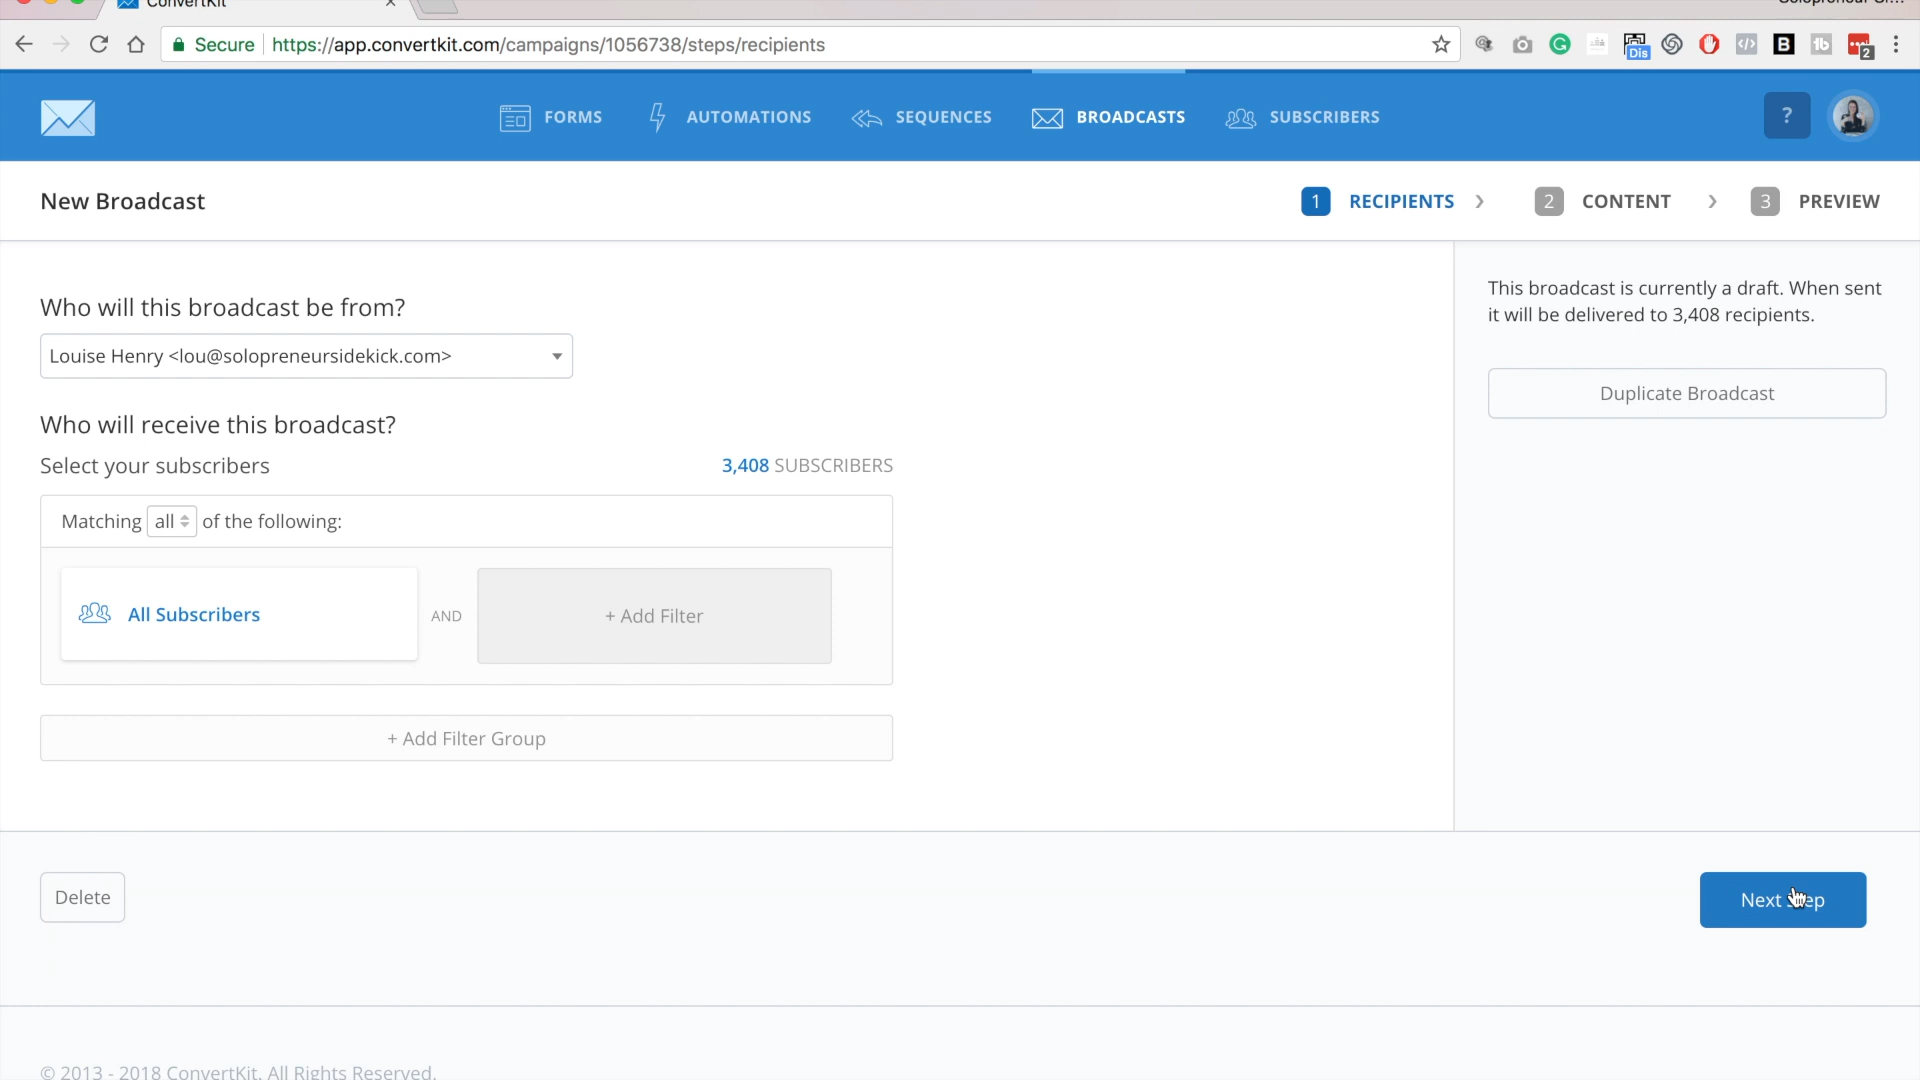 ConvertKit
Secure https://app.convertkit.com/campaigns/1056738/steps/recipients
Dis
B
2
FORMS AUTOMATIONS SEQUENCES BROADCASTS SUBSCRIBERS ?
New Broadcast
1 RECIPIENTS > 2 CONTENT > 3 PREVIEW
Who will this broadcast be from?
Louise Henry <lou@solopreneursidekick.com>
Who will receive this broadcast?
Select your subscribers
3,408 SUBSCRIBERS
Matching all of the following:
All Subscribers AND + Add Filter
+ Add Filter Group
This broadcast is currently a draft. When sent
it will be delivered to 3,408 recipients.
Duplicate Broadcast
Delete
Next Step
© 2013 - 2018 ConvertKit. All Rights Reserved.